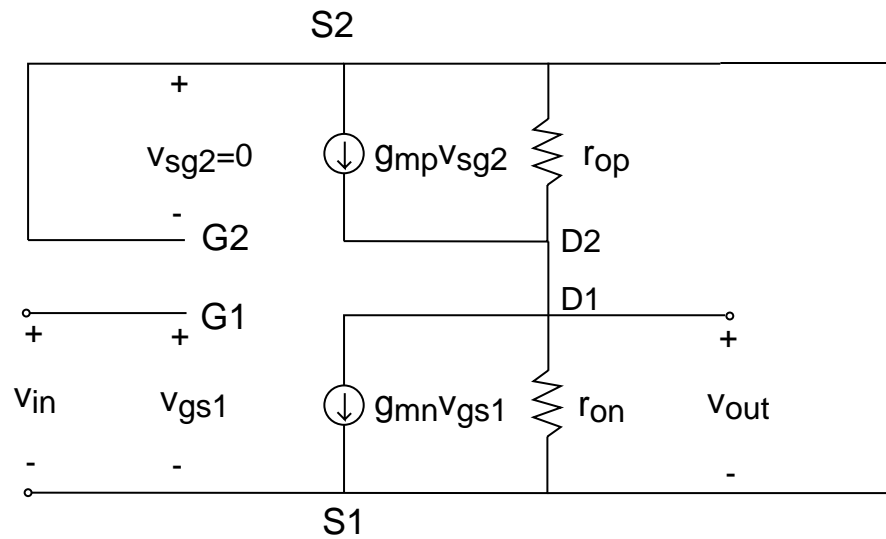 S2
+
vsg2=0
gmpvsg2
rop
-
G2
D2
D1
G1
+
+
+
vin
vgs1
gmnvgs1
ron
vout
-
-
-
S1